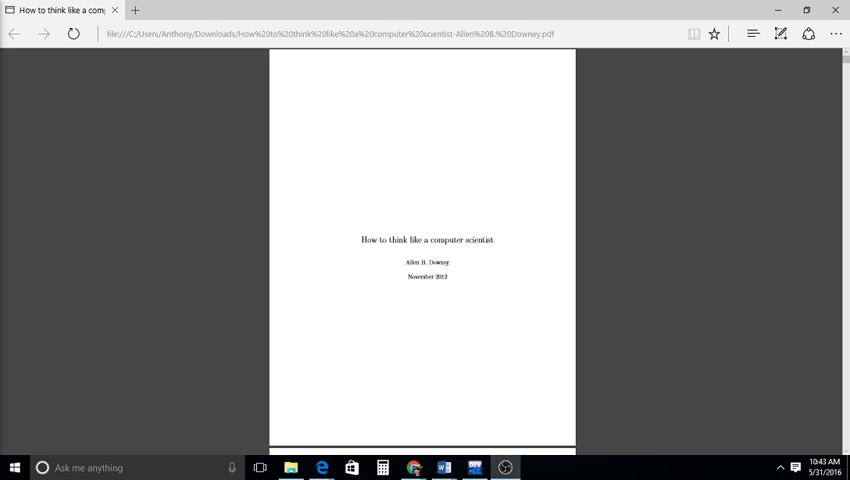 How to think like a com
file:///C:/Users/Anthony/Downloads/How%20to%20think%20like%20a%20computer%20scientist-Allen%20B.%20Downey.pdf
How to think like a computer scientist
Allen B. Downey
November 2012
Ask me anything
W
DEV
10:43 AM
5/31/2016